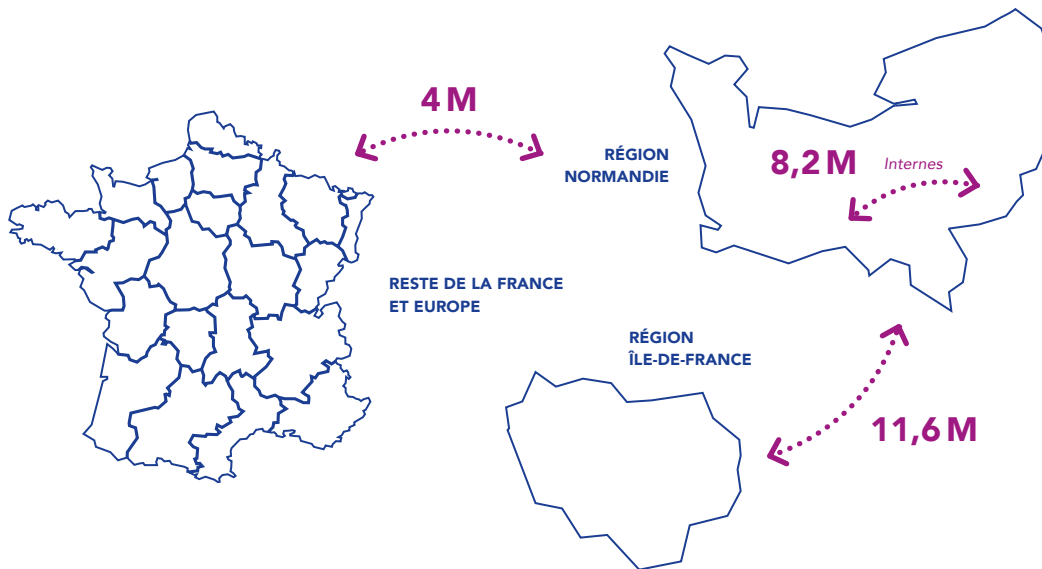 4 M
RÉGION
NORMANDIE
8,2 M
Internes
RESTE DE LA FRANCE
ET EUROPE
RÉGION
ÎLE-DE-FRANCE
11,6 M